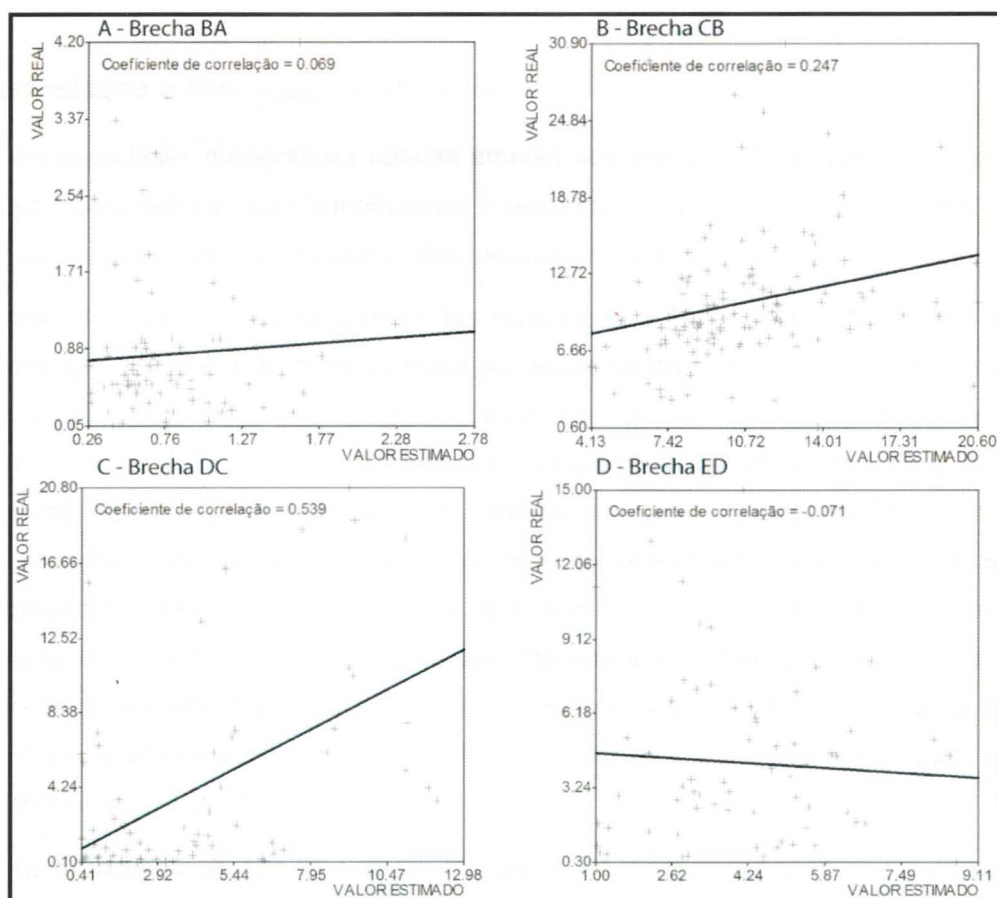 A - Brecha BA
VALOR REAL
4.20
3.37
2.54
1.71
0.88
0.05
Coeficiente de correlação = 0.069
0.26 0.76 1.27 1.77 2.28 2.78
VALOR ESTIMADO
B - Brecha CB
VALOR REAL
30.90
24.84
18.78
12.72
6.66
0.60
Coeficiente de correlação = 0.247
4.13 7.42 10.72 14.01 17.31 20.60
VALOR ESTIMADO
C - Brecha DC
VALOR REAL
20.80
16.66
12.52
8.38
4.24
0.10
Coeficiente de correlação = 0.539
0.41 2.92 5.44 7.95 10.47 12.98
VALOR ESTIMADO
D - Brecha ED
VALOR REAL
15.00
12.06
9.12
6.18
3.24
0.30
Coeficiente de correlação = -0.071
1.00 2.62 4.24 5.87 7.49 9.11
VALOR ESTIMADO